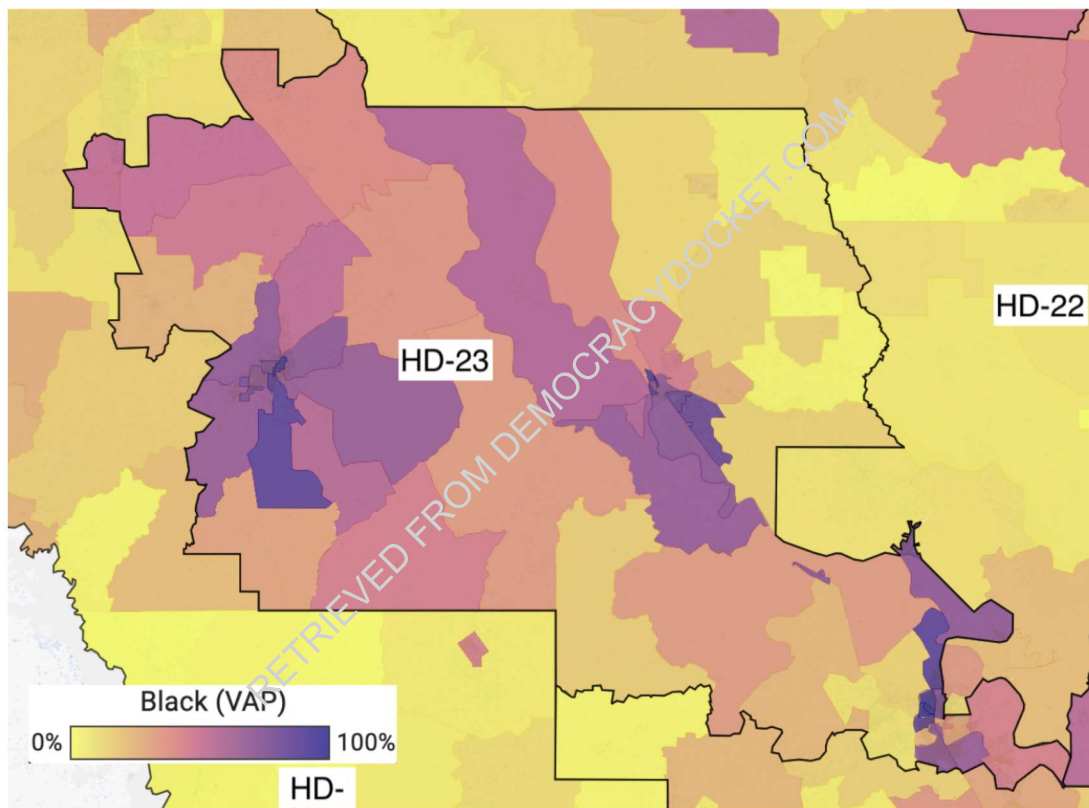 HD-22
HD-23
RETRIEVED FROM DEMOCRACYDOCKET.COM
Black (VAP)
0% 100%
HD-